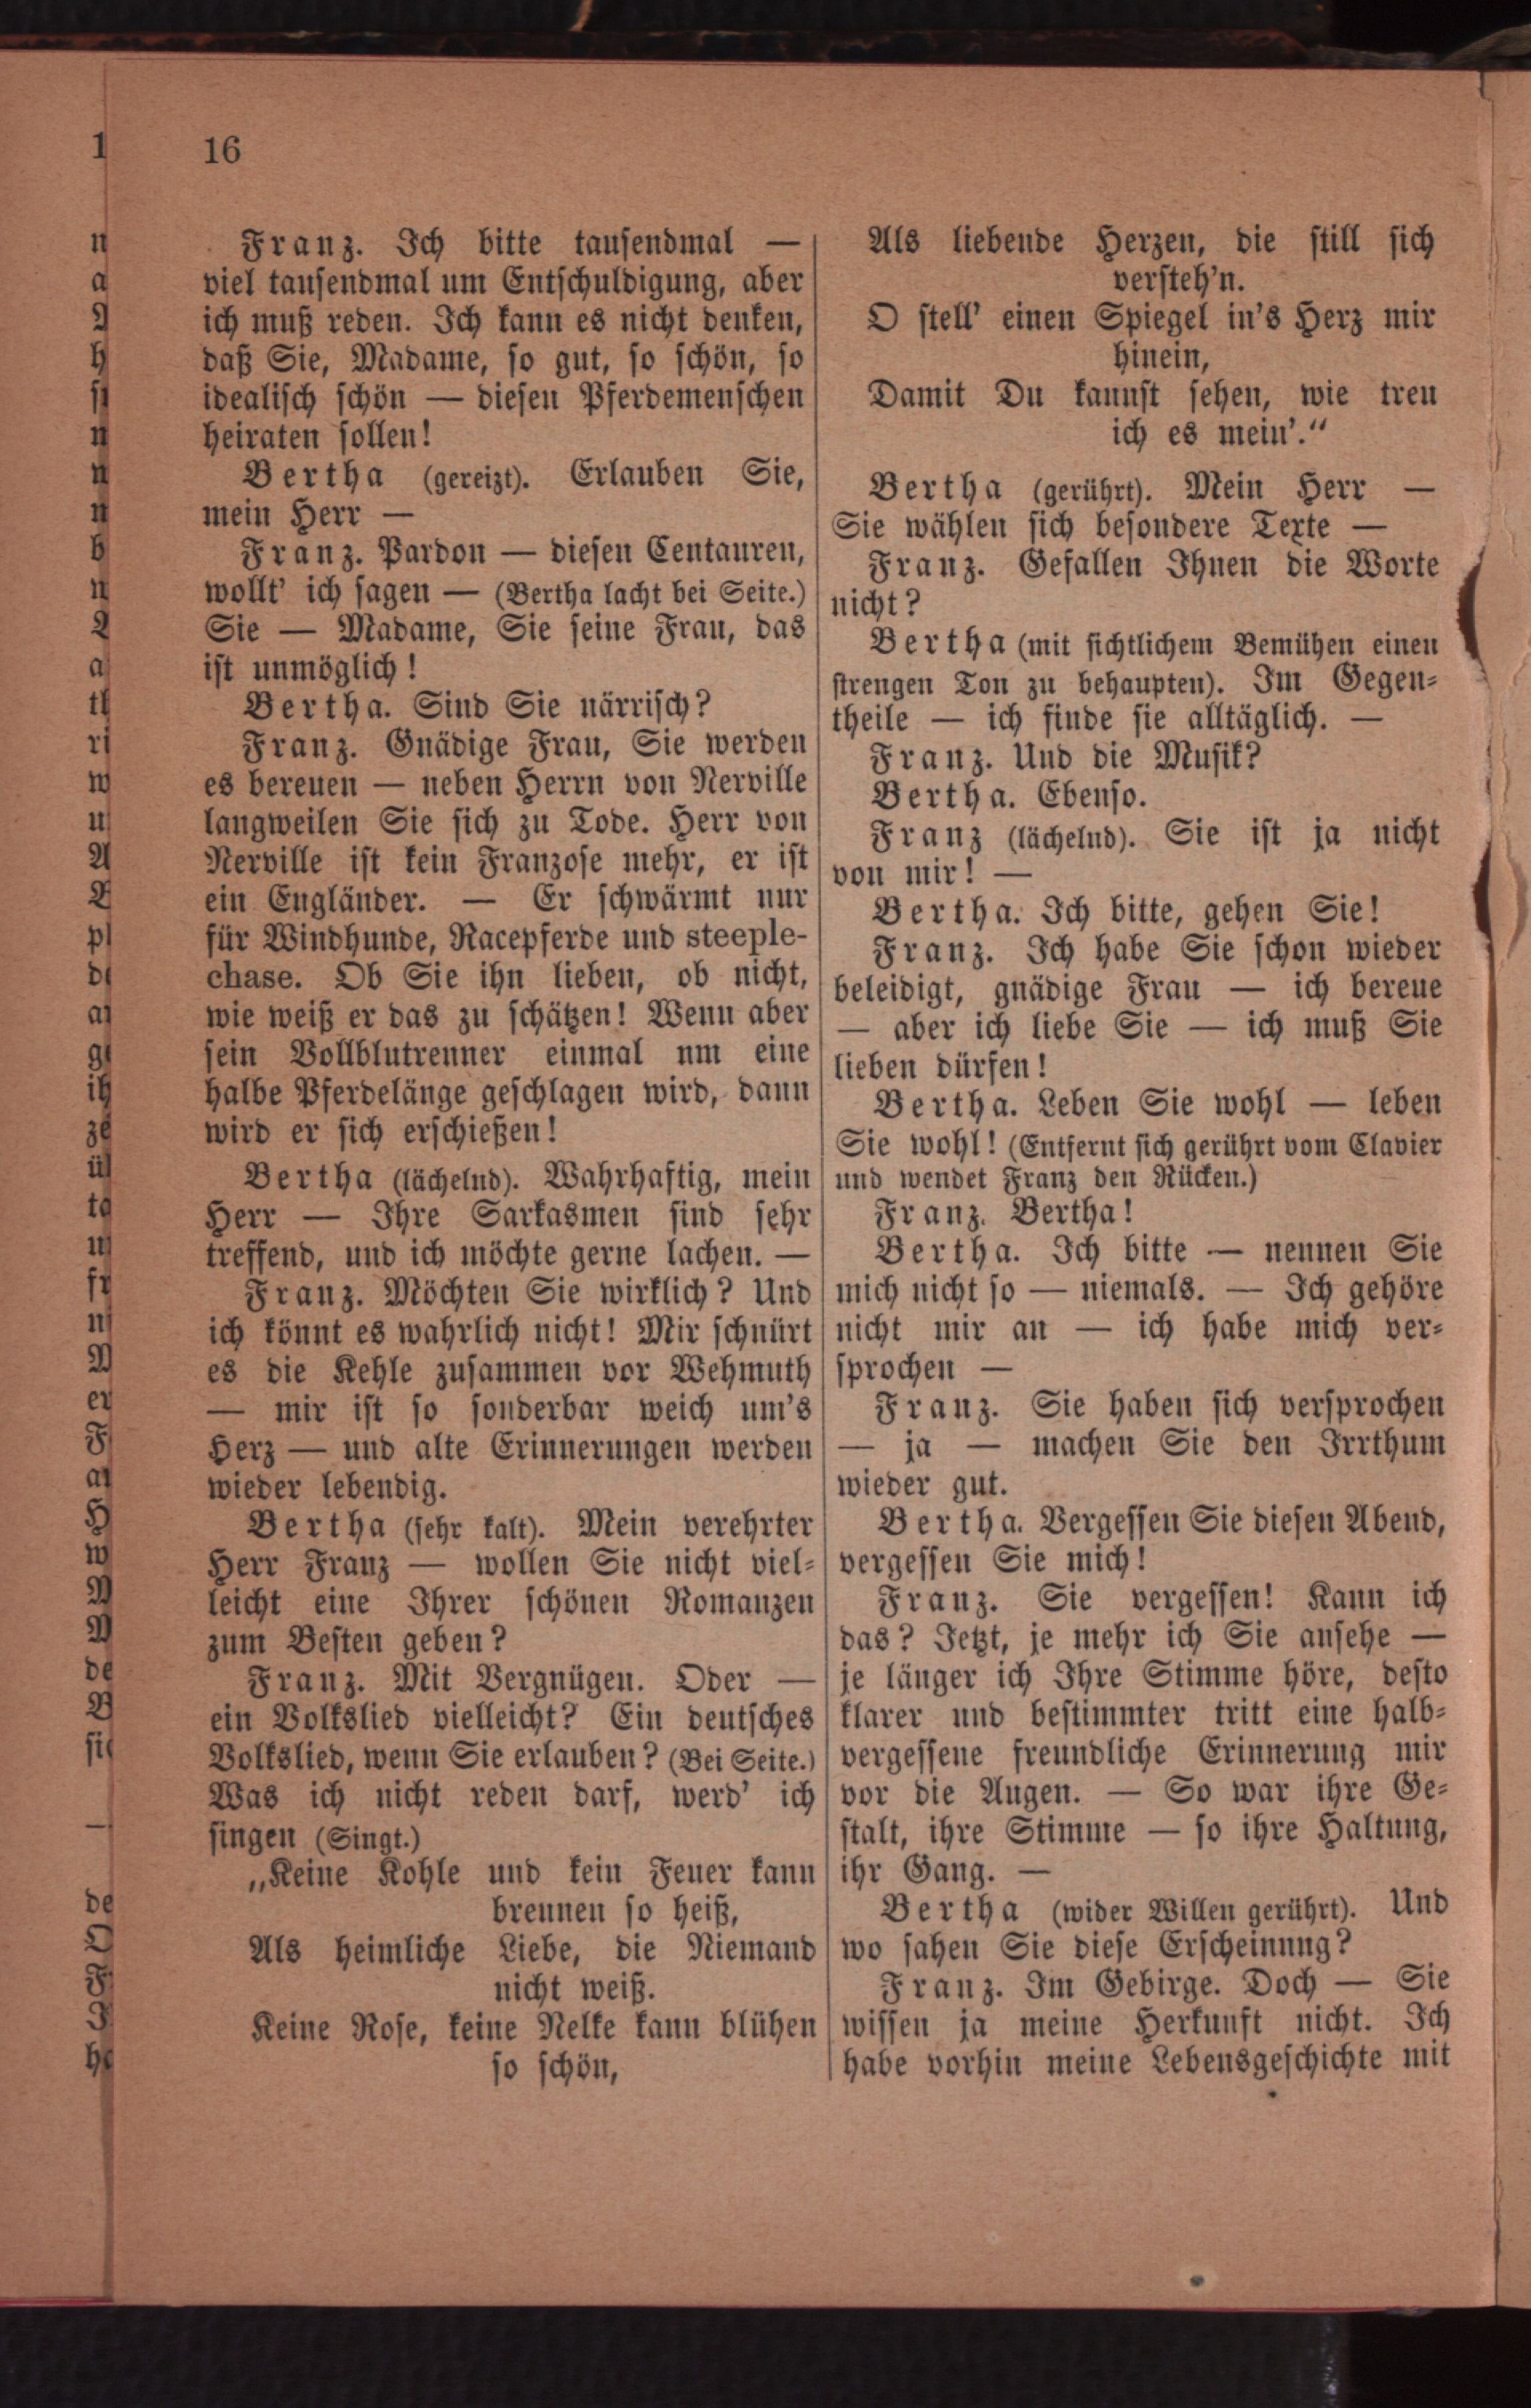 16
Franz. Ich bitte tausendmal —
viel tausendmal um Entschuldigung, aber
ich muß reden. Ich kann es nicht denken,
daß Sie, Madame, so gut, so schön, so
idealisch schön — diesen Pferdemenschen
heiraten sollen!
Bertha (gereizt). Erlauben Sie,
mein Herr —
Franz. Pardon — diesen Centauren,
wollt' ich sagen — (Bertha lacht bei Seite.)
Sie — Madame, Sie seine Frau, das
ist unmöglich!
Bertha. Sind Sie närrisch?
Franz. Gnädige Frau, Sie werden
es bereuen — neben Herrn von Nerville
langweilen Sie sich zu Tode. Herr von
Nerville ist kein Franzose mehr, er ist
ein Engländer. — Er schwärmt nur
für Windhunde, Racepferde und steeple-
chase. Ob Sie ihn lieben, ob nicht,
wie weiß er das zu schätzen! Wenn aber
sein Vollblutrenner einmal um eine
halbe Pferdelänge geschlagen wird, dann
wird er sich erschießen!
Bertha (lächelnd). Wahrhaftig, mein
Herr — Ihre Sarkasmen sind sehr
treffend, und ich möchte gerne lachen. —
Franz. Möchten Sie wirklich? Und
ich könnt es wahrlich nicht! Mir schnürt
es die Kehle zusammen vor Wehmuth
— mir ist so sonderbar weich um's
Herz — und alte Erinnerungen werden
wieder lebendig.
Bertha (sehr kalt). Mein verehrter
Herr Franz — wollen Sie nicht viel-
leicht eine Ihrer schönen Romanzen
zum Besten geben?
Franz. Mit Vergnügen. Oder —
ein Volkslied vielleicht? Ein deutsches
Volkslied, wenn Sie erlauben? (Bei Seite.)
Was ich nicht reden darf, werd' ich
singen (Singt.)
„Keine Kohle und kein Feuer kann
brennen so heiß,
Als heimliche Liebe, die Niemand
nicht weiß.
Keine Rose, keine Nelke kann blühen
so schön,
Als liebende Herzen, die still sich
versteh'n.
O stell' einen Spiegel in's Herz mir
hinein,
Damit Du kannst sehen, wie treu
ich es mein'.“
Bertha (gerührt). Mein Herr —
Sie wählen sich besondere Texte —
Franz. Gefallen Ihnen die Worte
nicht?
Bertha (mit sichtlichem Bemühen einen
strengen Ton zu behaupten). Im Gegen-
theile — ich finde sie alltäglich. —
Franz. Und die Musik?
Bertha. Ebenso.
Franz (lächelnd). Sie ist ja nicht
von mir! —
Bertha. Ich bitte, gehen Sie!
Franz. Ich habe Sie schon wieder
beleidigt, gnädige Frau — ich bereue
— aber ich liebe Sie — ich muß Sie
lieben dürfen!
Bertha. Leben Sie wohl — leben
Sie wohl! (Entfernt sich gerührt vom Clavier
und wendet Franz den Rücken.)
Franz. Bertha!
Bertha. Ich bitte — nennen Sie
mich nicht so — niemals. — Ich gehöre
nicht mir an — ich habe mich ver-
sprochen —
Franz. Sie haben sich versprochen
— ja — machen Sie den Irrthum
wieder gut.
Bertha. Vergessen Sie diesen Abend,
vergessen Sie mich!
Franz. Sie vergessen! Kann ich
das? Jetzt, je mehr ich Sie ansehe —
je länger ich Ihre Stimme höre, desto
klarer und bestimmter tritt eine halb-
vergessene freundliche Erinnerung mir
vor die Augen. — So war ihre Ge-
stalt, ihre Stimme — so ihre Haltung,
ihr Gang. —
Bertha (wider Willen gerührt). Und
wo sahen Sie diese Erscheinung?
Franz. Im Gebirge. Doch — Sie
wissen ja meine Herkunft nicht. Ich
habe vorhin meine Lebensgeschichte mit